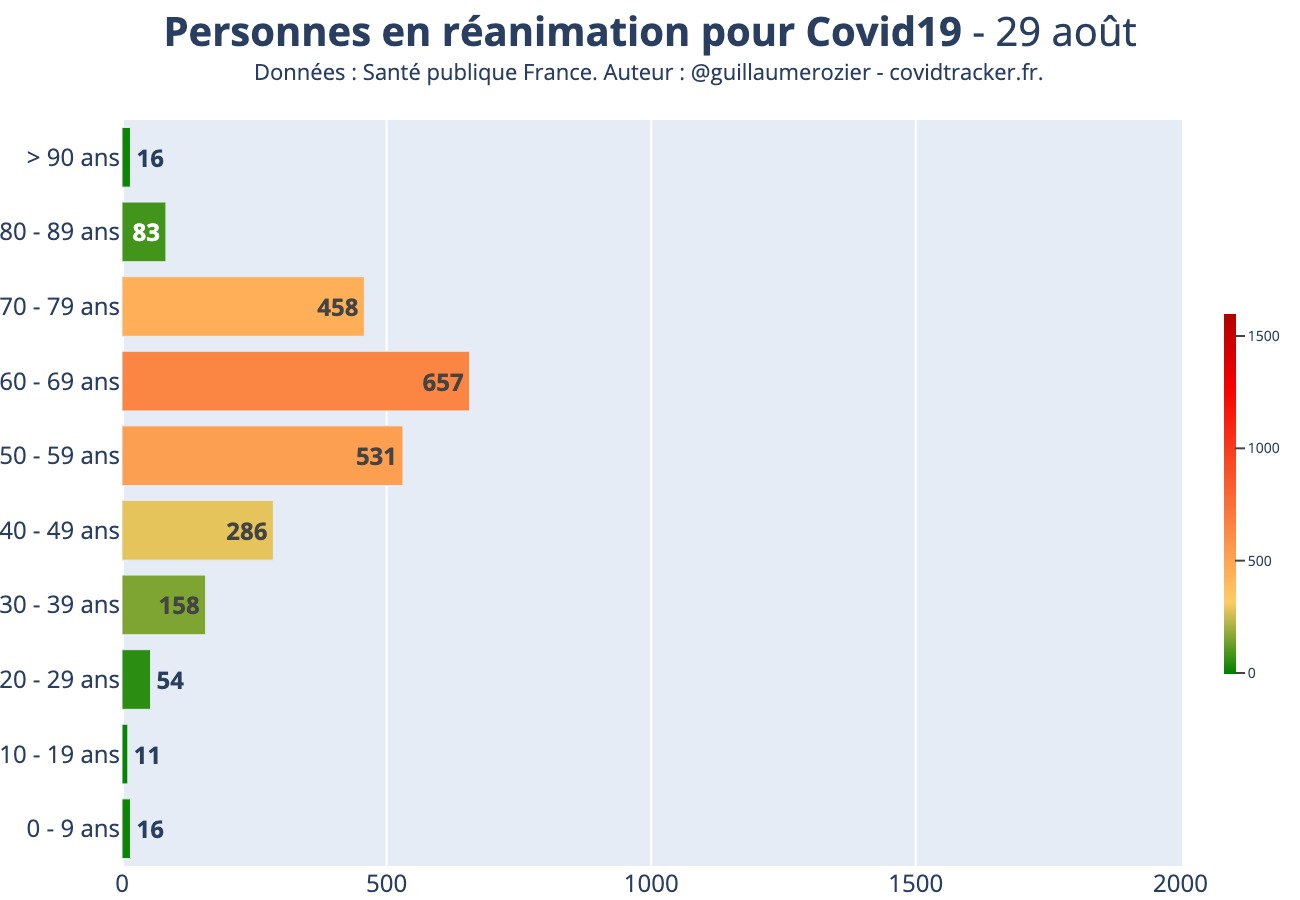 Personnes en réanimation pour Covid19 - 29 août
Données : Santé publique France. Auteur : @guillaumerozier - covidtracker.fr.
> 90 ans 16
80 - 89 ans 83
70 - 79 ans 458
60 - 69 ans 657
50 - 59 ans 531
40 - 49 ans 286
30 - 39 ans 158
20 - 29 ans 54
10 - 19 ans 11
0 - 9 ans 16
0 500 1000 1500 2000
1500
1000
500
0